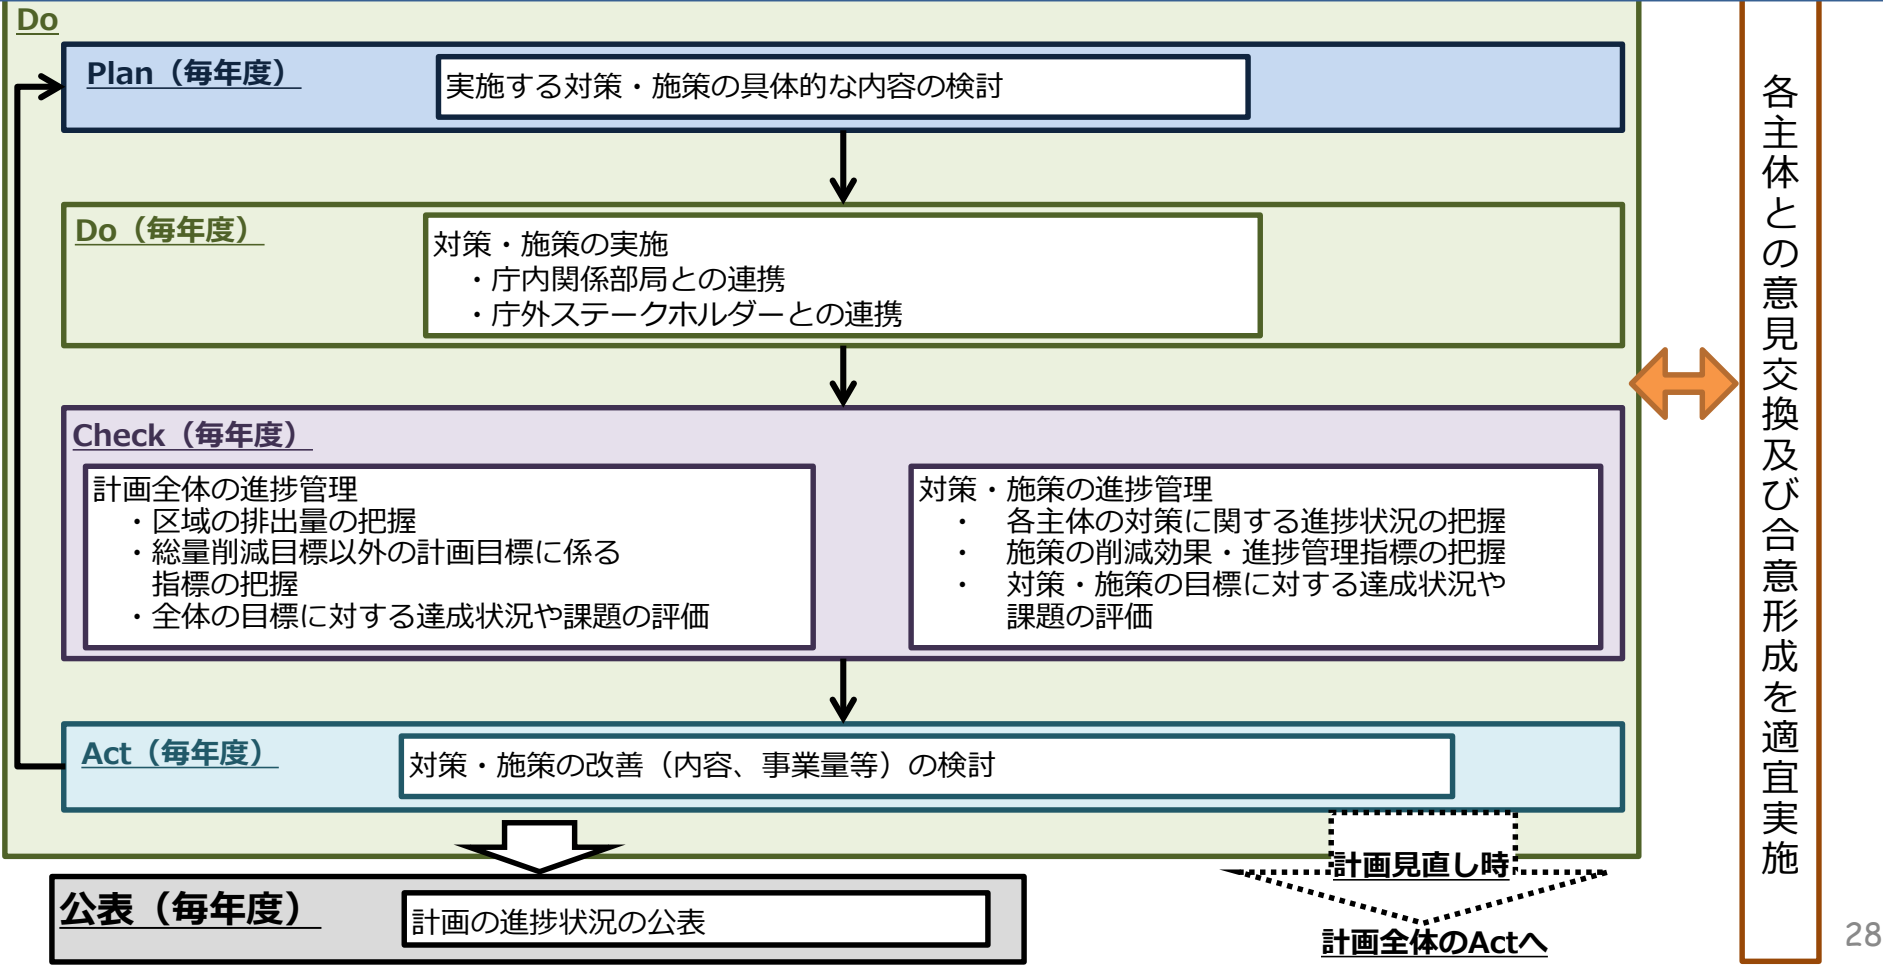 Do
Plan（毎年度）
実施する対策・施策の具体的な内容の検討
Do（毎年度）
対策・施策の実施
・庁内関係部局との連携
・庁外ステークホルダーとの連携
Check（毎年度）
計画全体の進捗管理
・区域の排出量の把握
・総量削減目標以外の計画目標に係る
指標の把握
・全体の目標に対する達成状況や課題の評価
対策・施策の進捗管理
・　各主体の対策に関する進捗状況の把握
・　施策の削減効果・進捗管理指標の把握
・　対策・施策の目標に対する達成状況や
課題の評価
Act（毎年度）
対策・施策の改善（内容、事業量等）の検討
計画見直し時
計画全体のActへ
公表（毎年度）
計画の進捗状況の公表
各主体との意見交換及び合意形成を適宜実施
28